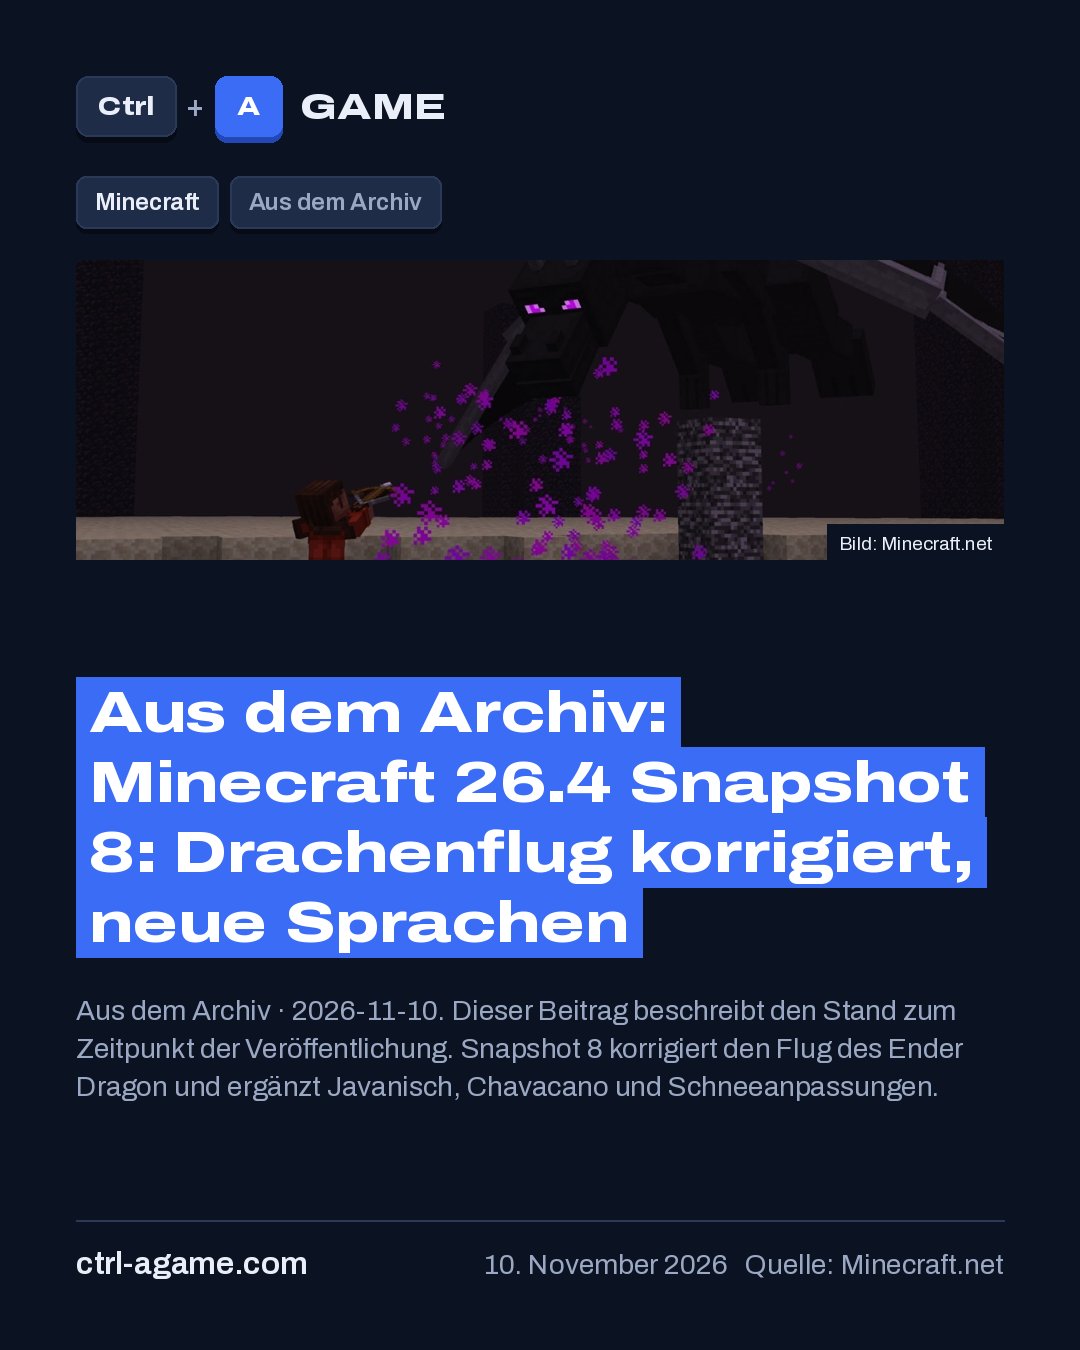 Ctrl + A GAME
Minecraft Aus dem Archiv
Bild: Minecraft.net
Aus dem Archiv:
Minecraft 26.4 Snapshot
8: Drachenflug korrigiert,
neue Sprachen
Aus dem Archiv · 2026-11-10. Dieser Beitrag beschreibt den Stand zum
Zeitpunkt der Veröffentlichung. Snapshot 8 korrigiert den Flug des Ender
Dragon und ergänzt Javanisch, Chavacano und Schneeanpassungen.
ctrl-agame.com 10. November 2026 Quelle: Minecraft.net